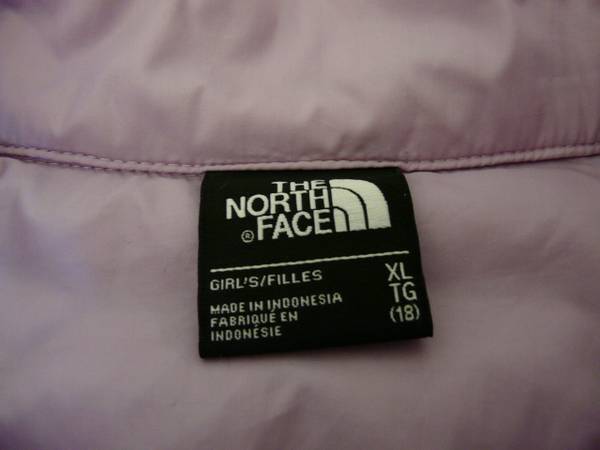 THE
NORTH
® FACE
GIRL'S/FILLES
XL
TG
(18)
MADE IN INDONESIA
FABRIQUÉ EN
INDONÉSIE